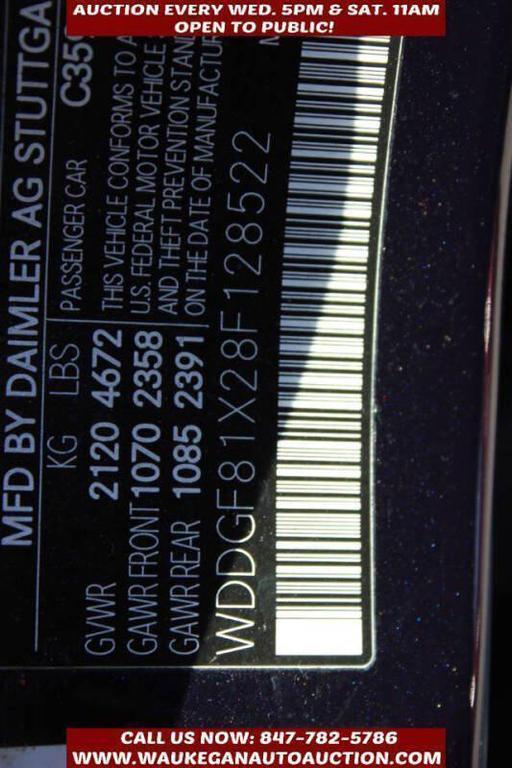 AUCTION EVERY WED. 5PM & SAT. 11AM
OPEN TO PUBLIC!
MFD BY DAIMLER AG STUTTGA
KG LBS
GVWR 2120 4672
GAWR FRONT 1070 2358
GAWR REAR 1085 2391
PASSENGER CAR
THIS VEHICLE CONFORMS TO A
U.S. FEDERAL MOTOR VEHICLE
AND THEFT PREVENTION STAN
ON THE DATE OF MANUFACTUR
WDDGF81X28F128522
CALL US NOW: 847-782-5786
WWW.WAUKEGANAUTOAUCTION.COM